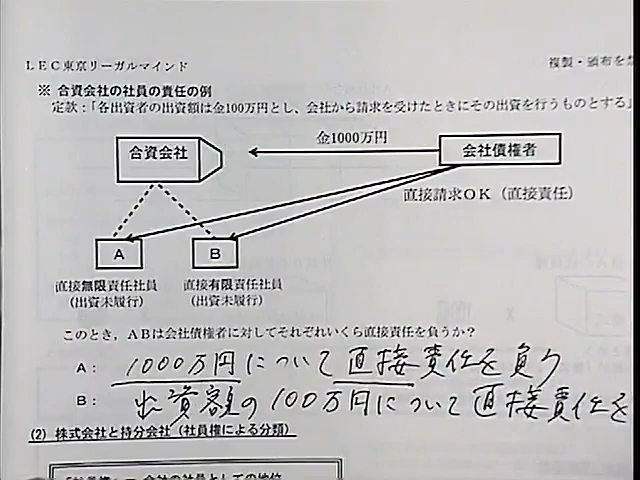 LEC東京リーガルマインド
複製・頒布を
※ 合資会社の社員の責任の例
定款:「各出資者の出資額は金100万円とし、会社から請求を受けたときにその出資を行うものとする」
合資会社
金1000万円
会社債権者
直接請求OK(直接責任)
A
B
直接無限責任社員
(出資未履行)
直接有限責任社員
(出資未履行)
このとき、ABは会社債権者に対してそれぞれいくら直接責任を負うか?
A: 1000万円について直接責任を負う
B: 出資額の100万円について直接責任を
(2) 株式会社と持分会社(社員権による分類)
会社の社員としての地位